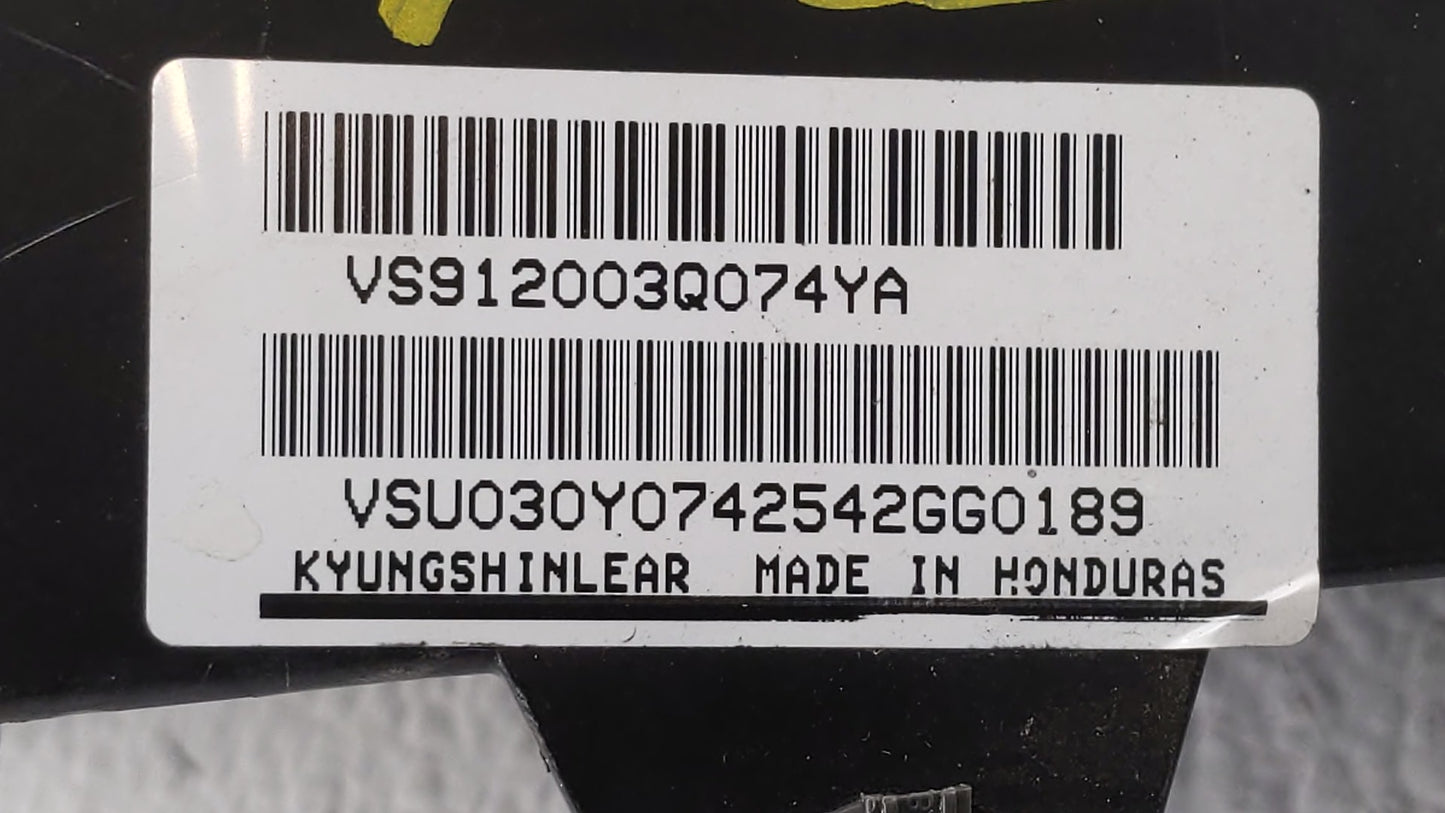 VS912003Q074YA
VSU030Y0742542GG0189
KYUNGSHINLEAR MADE IN HONDURAS